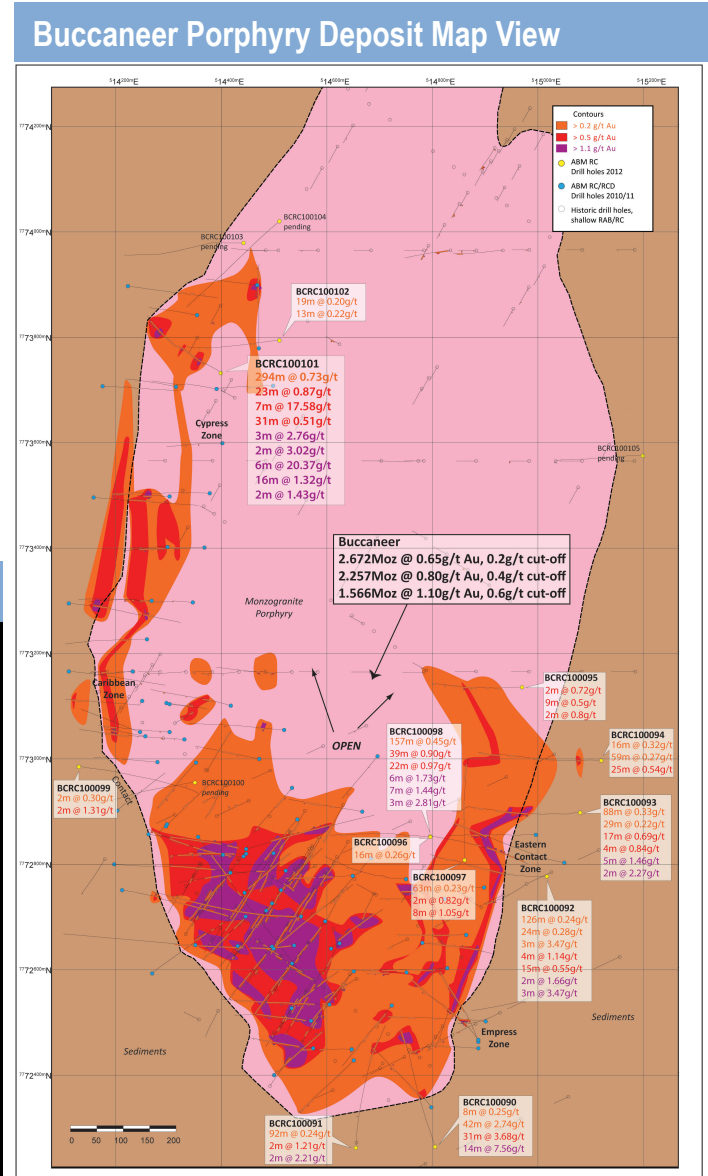 Buccaneer Porphyry Deposit Map View
514200mE
514400mE
514600mE
514800mE
515000mE
515200mE
7774200mN
7774000mN
7773800mN
7773600mN
7773400mN
7773200mN
7773000mN
7772800mN
7772600mN
7772400mN
Contours
> 0.2 g/t Au
> 0.5 g/t Au
> 1.1 g/t Au
ABM RC
Drill holes 2012
ABM RC/RCD
Drill holes 2010/11
Historic drill holes,
shallow RAB/RC
BCRC100104
pending
BCRC100103
pending
BCRC100102
19m @ 0.20g/t
13m @ 0.22g/t
BCRC100101
294m @ 0.73g/t
23m @ 0.87g/t
7m @ 17.58g/t
31m @ 0.51g/t
3m @ 2.76g/t
2m @ 3.02g/t
6m @ 20.37g/t
16m @ 1.32g/t
2m @ 1.43g/t
Cypress
Zone
BCRC100105
pending
Buccaneer
2.672Moz @ 0.65g/t Au, 0.2g/t cut-off
2.257Moz @ 0.80g/t Au, 0.4g/t cut-off
1.566Moz @ 1.10g/t Au, 0.6g/t cut-off
Monzogranite
Porphyry
Caribbean
Zone
OPEN
BCRC100095
2m @ 0.72g/t
9m @ 0.5g/t
2m @ 0.8g/t
BCRC100098
157m @ 0.45g/t
39m @ 0.90g/t
22m @ 0.97g/t
6m @ 1.73g/t
7m @ 1.44g/t
3m @ 2.81g/t
BCRC100094
16m @ 0.32g/t
59m @ 0.27g/t
25m @ 0.54g/t
BCRC100099
2m @ 0.30g/t
2m @ 1.31g/t
Contact
BCRC100100
pending
BCRC100093
88m @ 0.33g/t
29m @ 0.22g/t
17m @ 0.69g/t
4m @ 0.84g/t
5m @ 1.46g/t
2m @ 2.27g/t
BCRC100096
16m @ 0.26g/t
Eastern
Contact
Zone
BCRC100097
63m @ 0.23g/t
2m @ 0.82g/t
8m @ 1.05g/t
BCRC100092
126m @ 0.24g/t
24m @ 0.28g/t
3m @ 3.47g/t
4m @ 1.14g/t
15m @ 0.55g/t
2m @ 1.66g/t
3m @ 3.47g/t
Empress
Zone
Sediments
Sediments
BCRC100090
8m @ 0.25g/t
42m @ 2.74g/t
31m @ 3.68g/t
14m @ 7.56g/t
BCRC100091
92m @ 0.24g/t
2m @ 1.21g/t
2m @ 2.21g/t
0 50 100 150 200